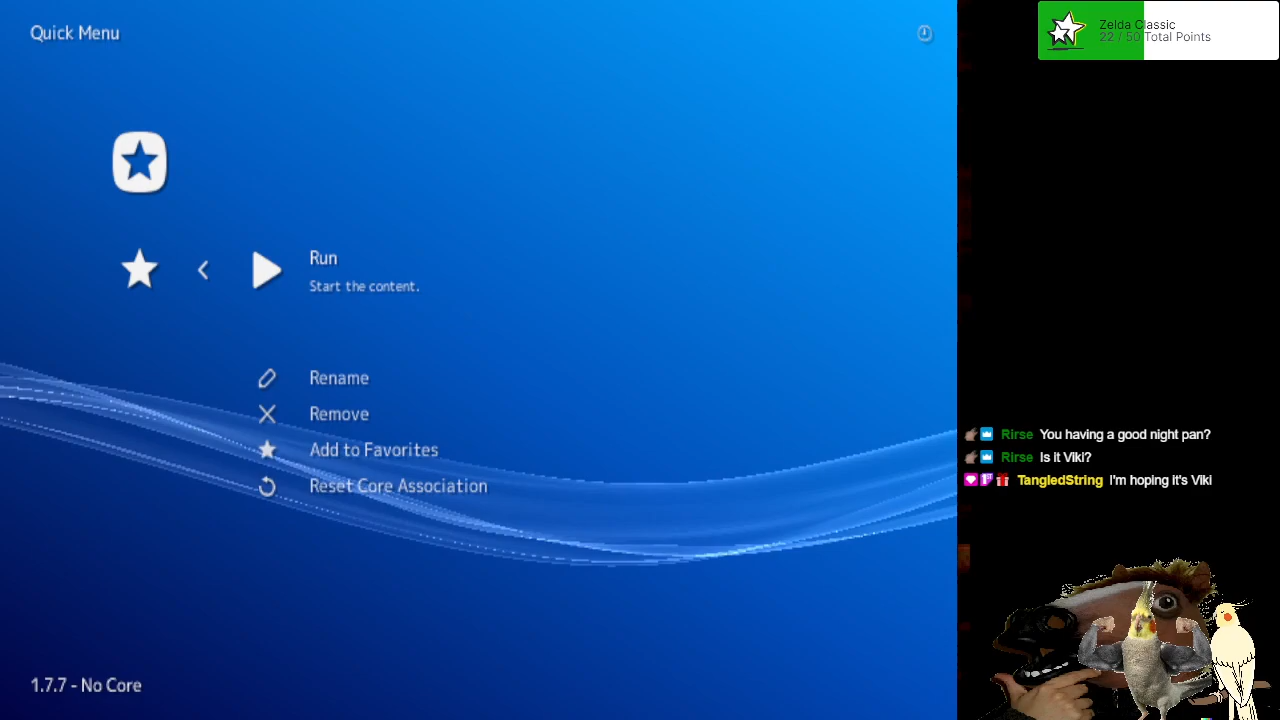 Quick Menu
Zelda Classic
22 / 50 Total Points
Run
Start the content.
Rename
Remove
Add to Favorites
Reset Core Association
Rirse You having a good night pan?
Rirse Is it Viki?
TangledString I'm hoping it's Viki
1.7.7 - No Core